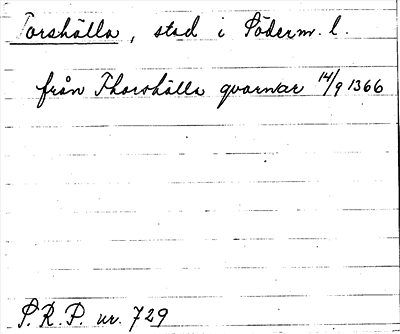 Torshälla, stad i Söderm. l.
från Thorshälla qvarnar 14/9 1366
S.R.P. nr. 729